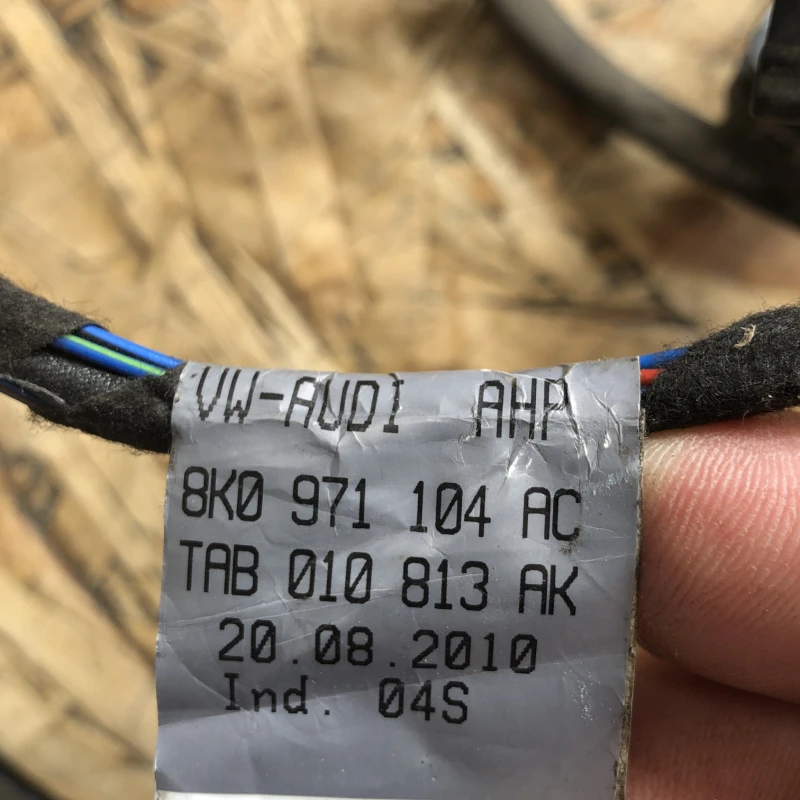 VW-AUDI AHP
8K0 971 104 AC
TAB 010 813 AK
20.08.2010
Ind. 04S